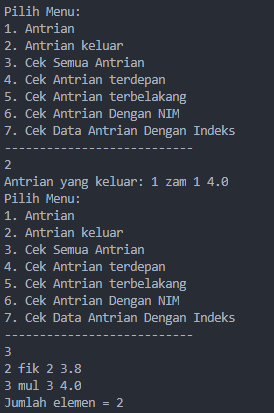 Pilih Menu:
1. Antrian
2. Antrian keluar
3. Cek Semua Antrian
4. Cek Antrian terdepan
5. Cek Antrian terbelakang
6. Cek Antrian Dengan NIM
7. Cek Data Antrian Dengan Indeks
---------------------------
2
Antrian yang keluar: 1 zam 1 4.0
Pilih Menu:
1. Antrian
2. Antrian keluar
3. Cek Semua Antrian
4. Cek Antrian terdepan
5. Cek Antrian terbelakang
6. Cek Antrian Dengan NIM
7. Cek Data Antrian Dengan Indeks
---------------------------
3
2 fik 2 3.8
3 mul 3 4.0
Jumlah elemen = 2